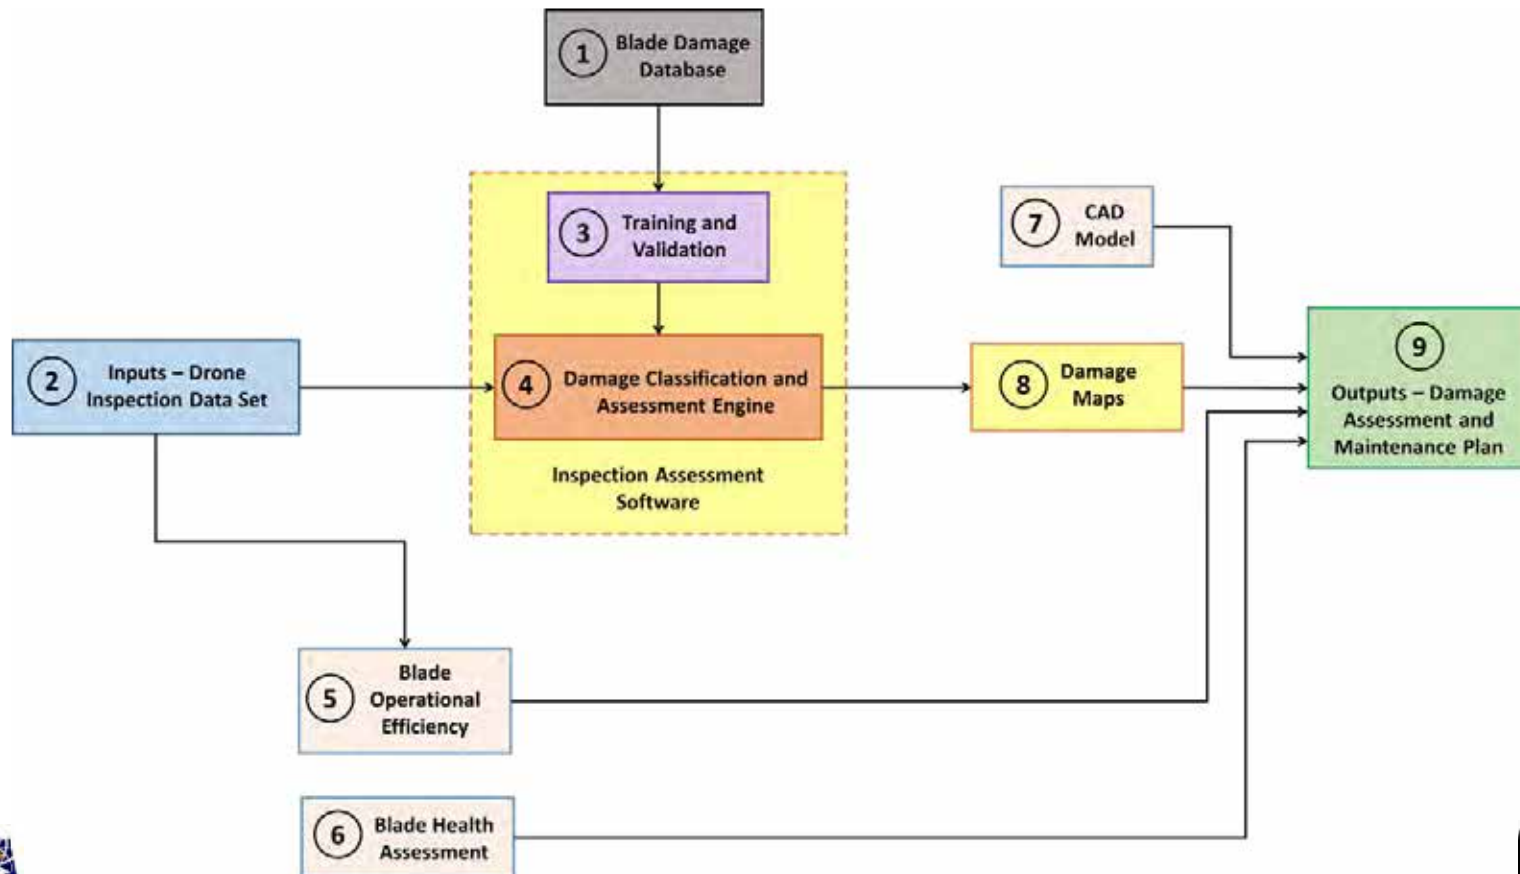 1
Blade Damage
Database
3
Training and
Validation
7
CAD
Model
2
Inputs – Drone
Inspection Data Set
4
Damage Classification and
Assessment Engine
8
Damage
Maps
9
Outputs – Damage
Assessment and
Maintenance Plan
Inspection Assessment
Software
5
Blade
Operational
Efficiency
6
Blade Health
Assessment